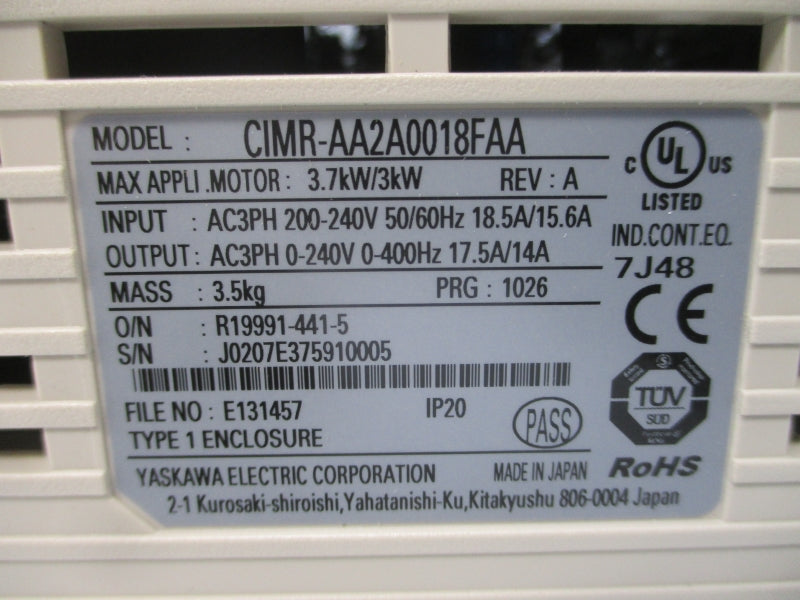 MODEL : CIMR-AA2A0018FAA
MAX APPLI .MOTOR : 3.7kW/3kW REV : A
INPUT : AC3PH 200-240V 50/60Hz 18.5A/15.6A
OUTPUT : AC3PH 0-240V 0-400Hz 17.5A/14A
MASS : 3.5kg PRG : 1026
O/N : R19991-441-5
S/N : J0207E375910005
FILE NO : E131457 IP20
TYPE 1 ENCLOSURE
PASS
YASKAWA ELECTRIC CORPORATION MADE IN JAPAN
2-1 Kurosaki-shiroishi,Yahatanishi-Ku,Kitakyushu 806-0004 Japan
C UL US
LISTED
IND.CONT.EQ.
7J48
CE
TÜV
SÜD
RoHS